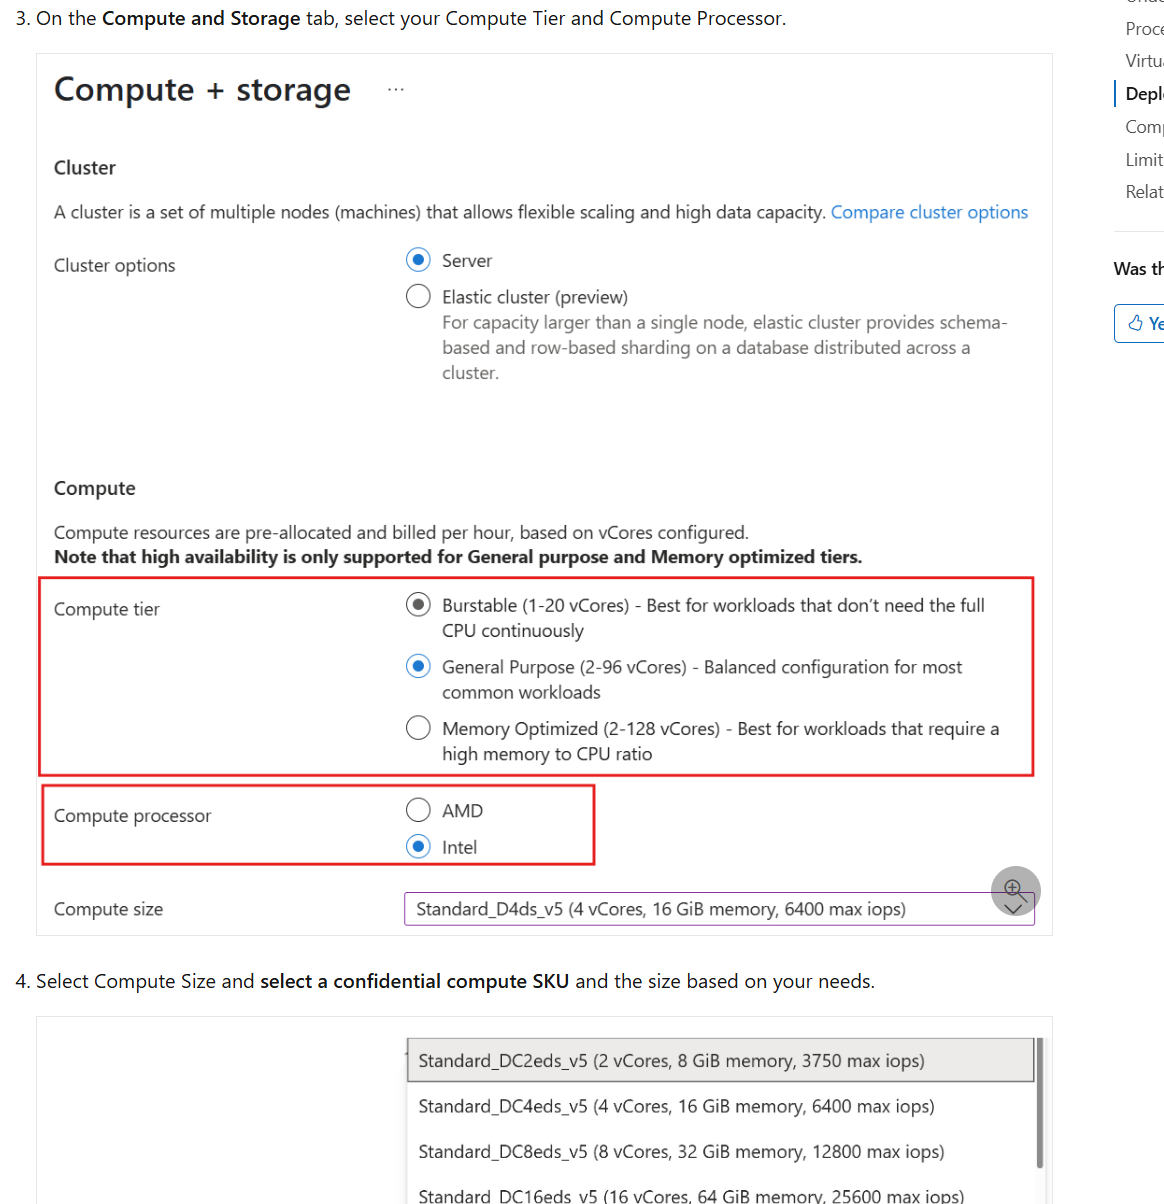 3. On the Compute and Storage tab, select your Compute Tier and Compute Processor.
Compute + storage ...
Cluster
A cluster is a set of multiple nodes (machines) that allows flexible scaling and high data capacity. Compare cluster options
Cluster options
Server
Elastic cluster (preview)
For capacity larger than a single node, elastic cluster provides schema-
based and row-based sharding on a database distributed across a
cluster.
Compute
Compute resources are pre-allocated and billed per hour, based on vCores configured.
Note that high availability is only supported for General purpose and Memory optimized tiers.
Compute tier
Burstable (1-20 vCores) - Best for workloads that don't need the full
CPU continuously
General Purpose (2-96 vCores) - Balanced configuration for most
common workloads
Memory Optimized (2-128 vCores) - Best for workloads that require a
high memory to CPU ratio
Compute processor
AMD
Intel
Compute size
Standard_D4ds_v5 (4 vCores, 16 GiB memory, 6400 max iops)
4. Select Compute Size and select a confidential compute SKU and the size based on your needs.
Standard_DC2eds_v5 (2 vCores, 8 GiB memory, 3750 max iops)
Standard_DC4eds_v5 (4 vCores, 16 GiB memory, 6400 max iops)
Standard_DC8eds_v5 (8 vCores, 32 GiB memory, 12800 max iops)
Standard_DC16eds_v5 (16 vCores, 64 GiB memory, 25600 max iops)
Proce
Virtu
Depl
Comp
Limit
Relat
Was th
Ye